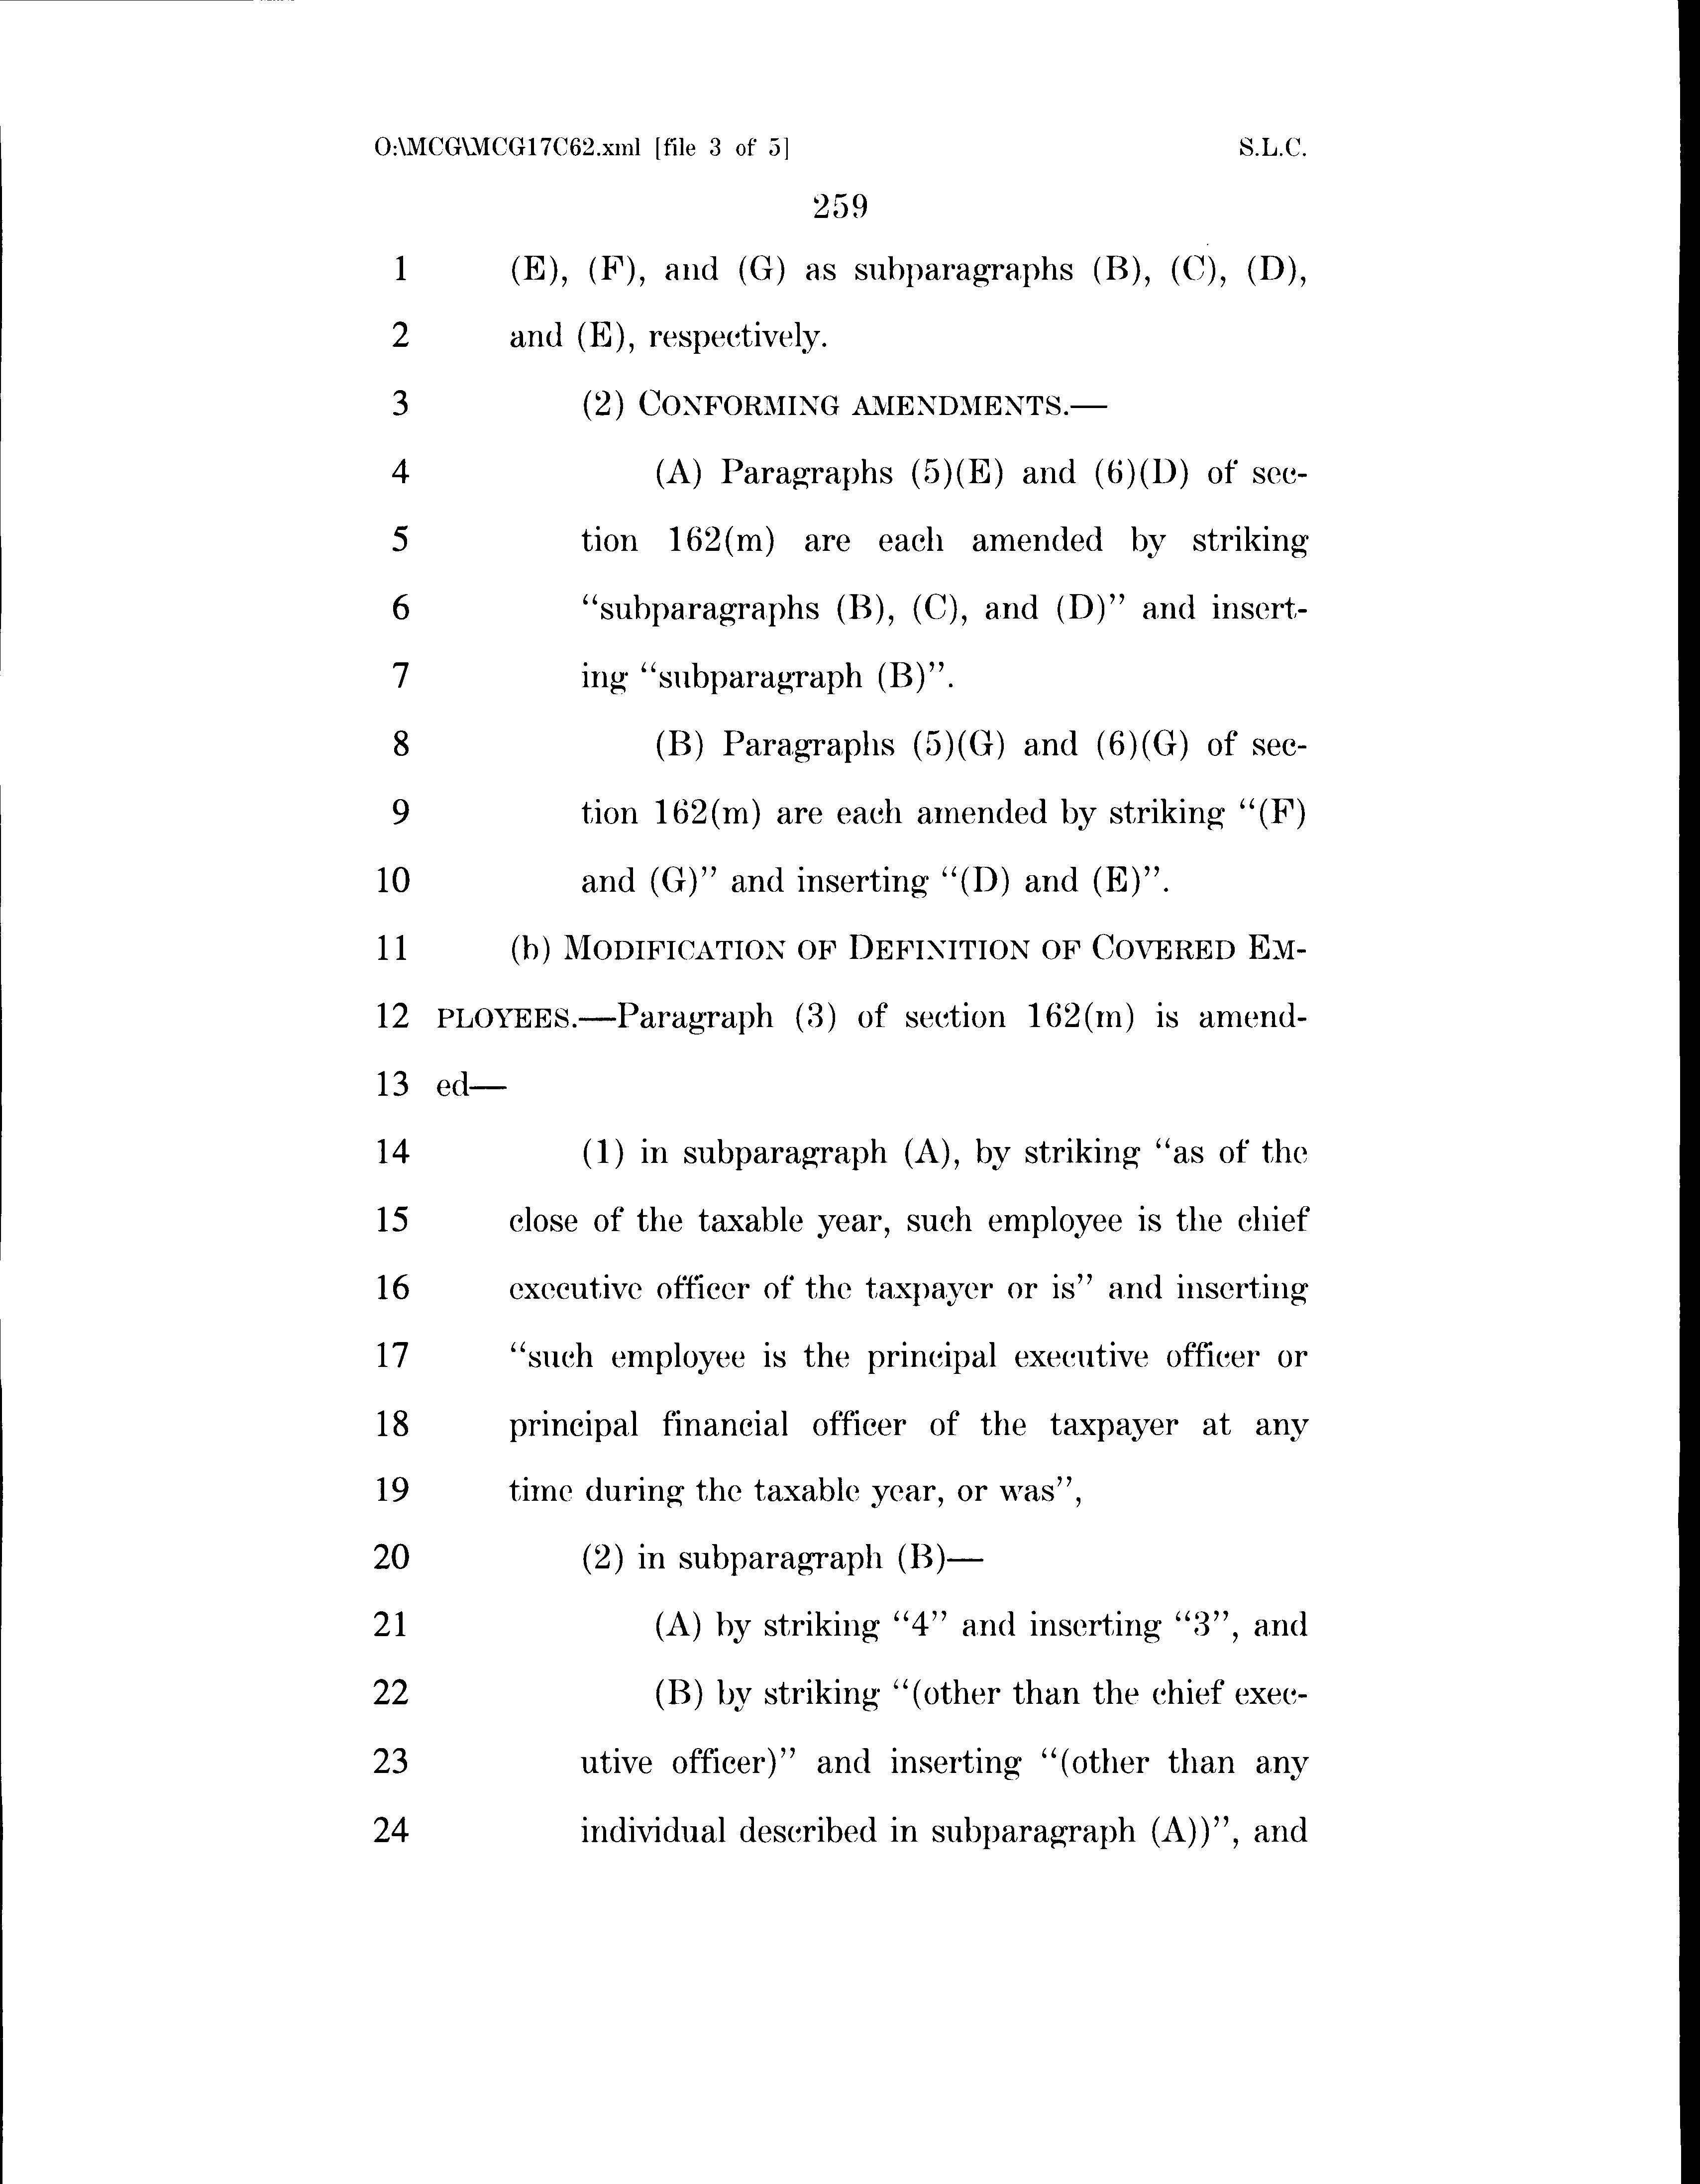 O:\MCG\MCG17C62.xml [file 3 of 5] S.L.C.
259
1 (E), (F), and (G) as subparagraphs (B), (C), (D),
2 and (E), respectively.
3 (2) CONFORMING AMENDMENTS.—
4 (A) Paragraphs (5)(E) and (6)(D) of sec-
5 tion 162(m) are each amended by striking
6 “subparagraphs (B), (C), and (D)” and insert-
7 ing “subparagraph (B)”.
8 (B) Paragraphs (5)(G) and (6)(G) of sec-
9 tion 162(m) are each amended by striking “(F)
10 and (G)” and inserting “(D) and (E)”.
11 (b) MODIFICATION OF DEFINITION OF COVERED EM-
12 PLOYEES.—Paragraph (3) of section 162(m) is amend-
13 ed—
14 (1) in subparagraph (A), by striking “as of the
15 close of the taxable year, such employee is the chief
16 executive officer of the taxpayer or is” and inserting
17 “such employee is the principal executive officer or
18 principal financial officer of the taxpayer at any
19 time during the taxable year, or was”,
20 (2) in subparagraph (B)—
21 (A) by striking “4” and inserting “3”, and
22 (B) by striking “(other than the chief exec-
23 utive officer)” and inserting “(other than any
24 individual described in subparagraph (A))”, and